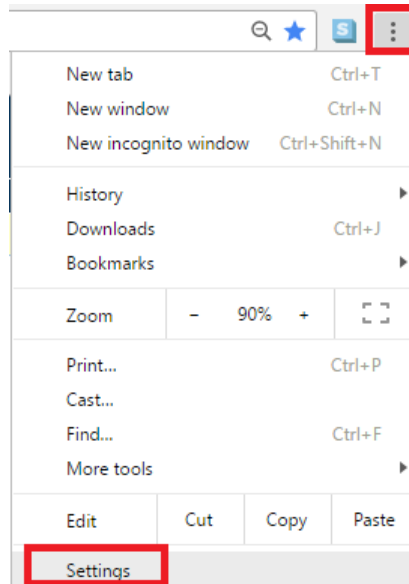 S
New tab Ctrl+T
New window Ctrl+N
New incognito window Ctrl+Shift+N
History
Downloads Ctrl+J
Bookmarks
Zoom - 90% +
Print... Ctrl+P
Cast...
Find... Ctrl+F
More tools
Edit Cut Copy Paste
Settings